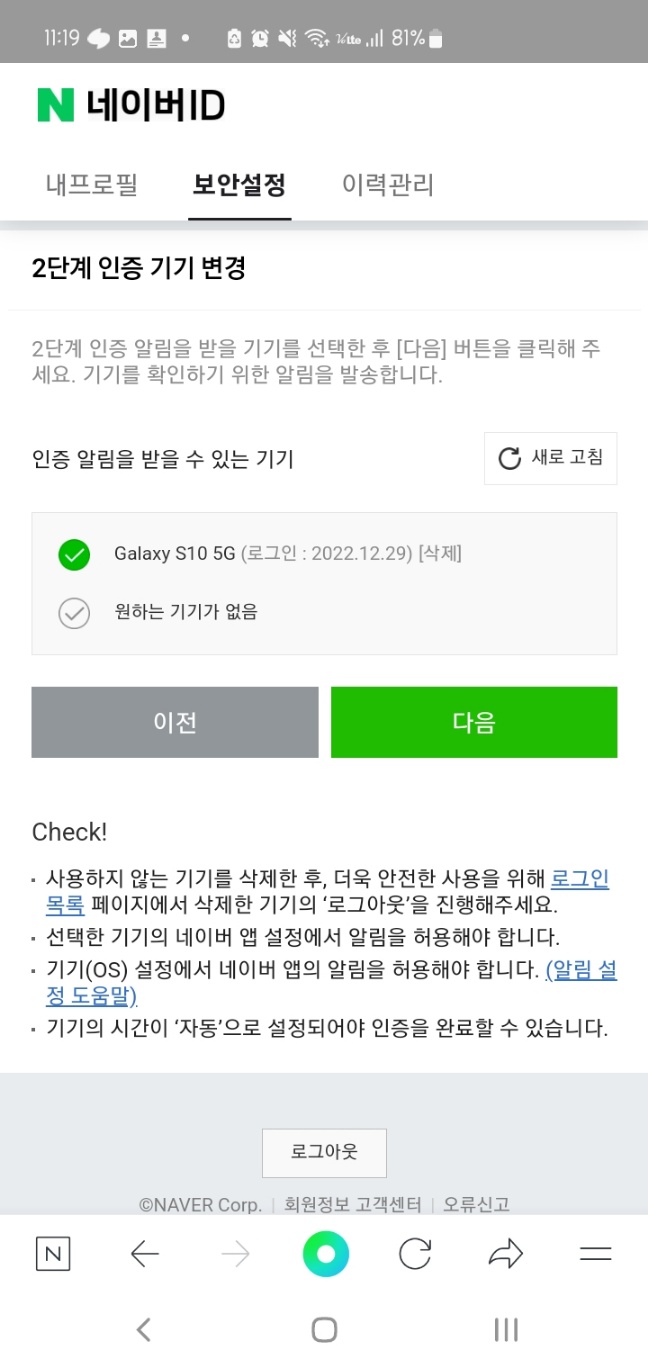 11:19 81%
N 네이버ID
내프로필 보안설정 이력관리
2단계 인증 기기 변경
2단계 인증 알림을 받을 기기를 선택한 후 [다음] 버튼을 클릭해 주
세요. 기기를 확인하기 위한 알림을 발송합니다.
인증 알림을 받을 수 있는 기기 새로 고침
Galaxy S10 5G (로그인 : 2022.12.29) [삭제]
원하는 기기가 없음
이전 다음
Check!
· 사용하지 않는 기기를 삭제한 후, 더욱 안전한 사용을 위해 로그인
목록 페이지에서 삭제한 기기의 ‘로그아웃’을 진행해주세요.
· 선택한 기기의 네이버 앱 설정에서 알림을 허용해야 합니다.
· 기기(OS) 설정에서 네이버 앱의 알림을 허용해야 합니다. (알림 설
정 도움말)
· 기기의 시간이 ‘자동’으로 설정되어야 인증을 완료할 수 있습니다.
로그아웃
©NAVER Corp. | 회원정보 고객센터 | 오류신고
N